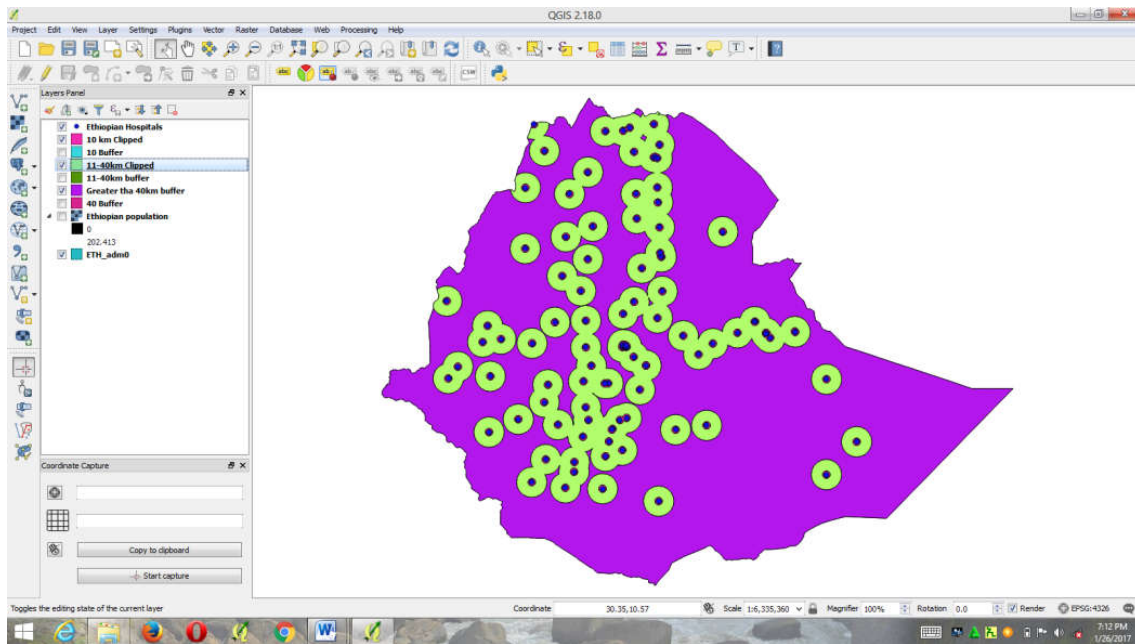 QGIS 2.18.0
Project Edit View Layer Settings Plugins Vector Raster Database Web Processing Help
Layers Panel
Ethiopian Hospitals
10 km Clipped
10 Buffer
11-40km Clipped
11-40km buffer
Greater tha 40km buffer
40 Buffer
Ethiopian population
0
202.413
ETH_adm0
Coordinate Capture
Copy to clipboard
Start capture
Toggles the editing state of the current layer Coordinate 30.35,10.57 Scale 1:6,335,360 Magnifier 100% Rotation 0.0 Render EPSG:4326
7:12 PM
1/26/2017